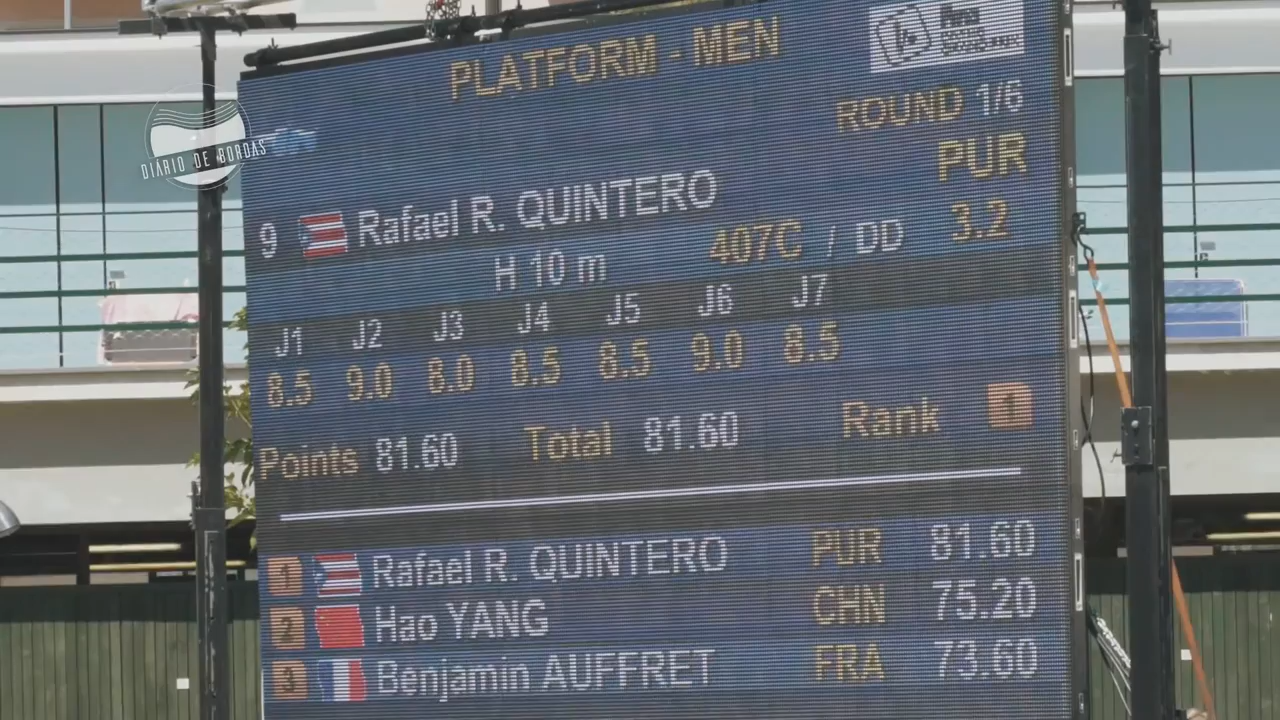 PLATFORM - MEN
ROUND 1/6
PUR
DIÁRIO DE BORDAS
9 Rafael R. QUINTERO
H 10 m 407C / DD 3.2
J1 J2 J3 J4 J5 J6 J7
8.5 9.0 8.0 8.5 8.5 9.0 8.5
Points 81.60 Total 81.60 Rank 1
1 Rafael R. QUINTERO PUR 81.60
2 Hao YANG CHN 75.20
3 Benjamin AUFFRET FRA 73.60